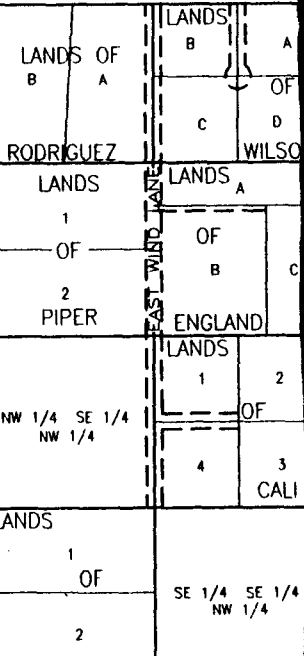 LANDS OF
B A
RODRIGUEZ
LANDS
B A
OF
C D
WILSO
LANDS
1
OF
2
PIPER
EAST WIND LANE
LANDS
A
OF
B C
ENGLAND
NW 1/4 SE 1/4
NW 1/4
LANDS
1 2
OF
4 3
CALI
ANDS
1
OF
2
SE 1/4 SE 1/4
NW 1/4